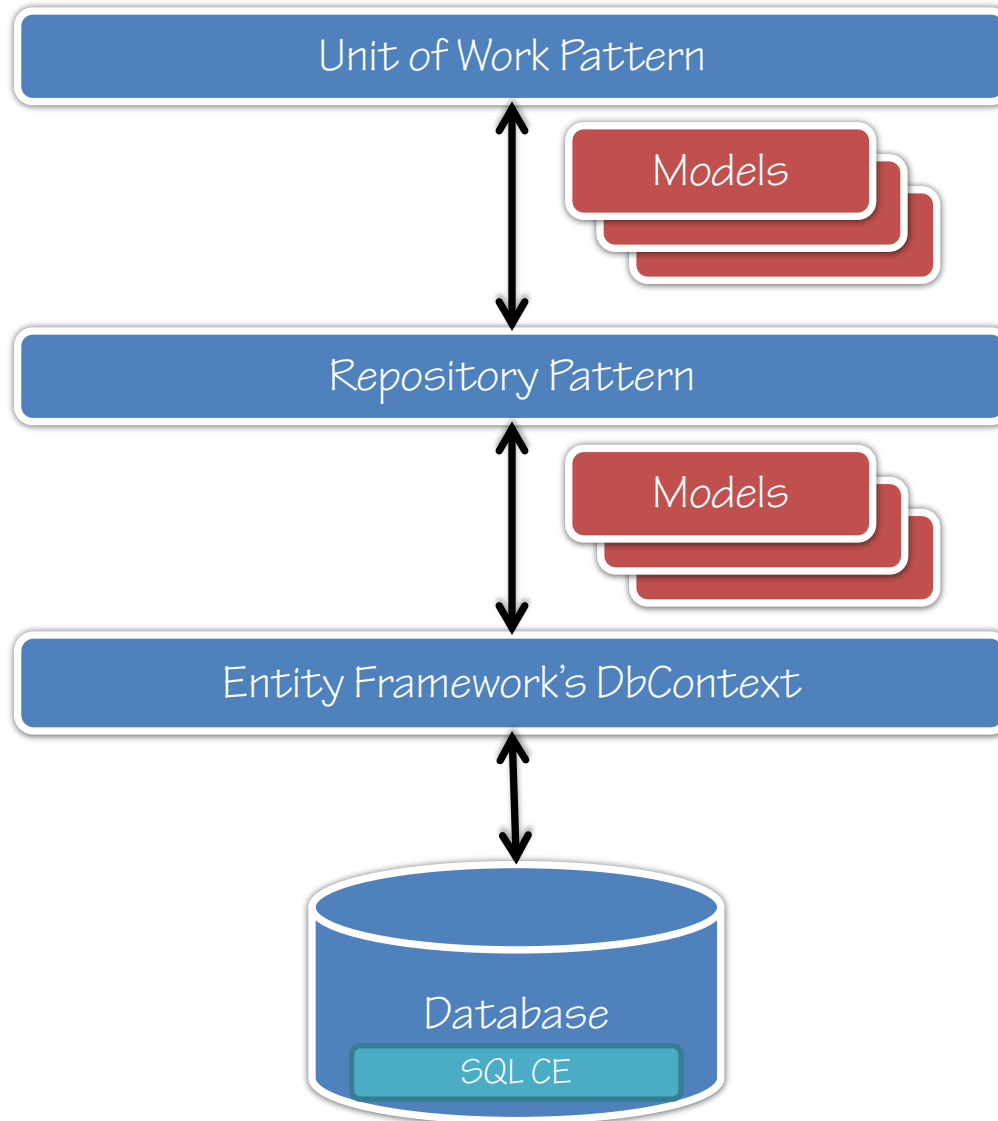 Unit of Work Pattern
Models
Repository Pattern
Models
Entity Framework's DbContext
Database
SQL CE